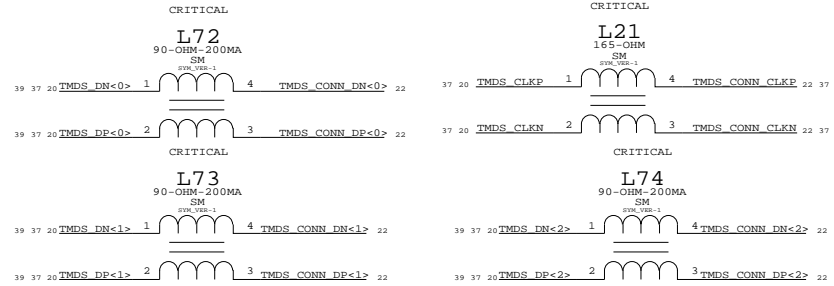 CRITICAL
L72
90-OHM-200MA
SM
SYM_VER-1
39 37 20 TMDS_DN<0> 1 4 TMDS_CONN_DN<0> 22
39 37 20 TMDS_DP<0> 2 3 TMDS_CONN_DP<0> 22
CRITICAL
L21
165-OHM
SM
SYM_VER-1
37 20 TMDS_CLKP 1 4 TMDS_CONN_CLKP 22 37
37 20 TMDS_CLKN 2 3 TMDS_CONN_CLKN 22 37
CRITICAL
L73
90-OHM-200MA
SM
SYM_VER-1
39 37 20 TMDS_DN<1> 1 4 TMDS_CONN_DN<1> 22
39 37 20 TMDS_DP<1> 2 3 TMDS_CONN_DP<1> 22
CRITICAL
L74
90-OHM-200MA
SM
SYM_VER-1
39 37 20 TMDS_DN<2> 1 4 TMDS_CONN_DN<2> 22
39 37 20 TMDS_DP<2> 2 3 TMDS_CONN_DP<2> 22